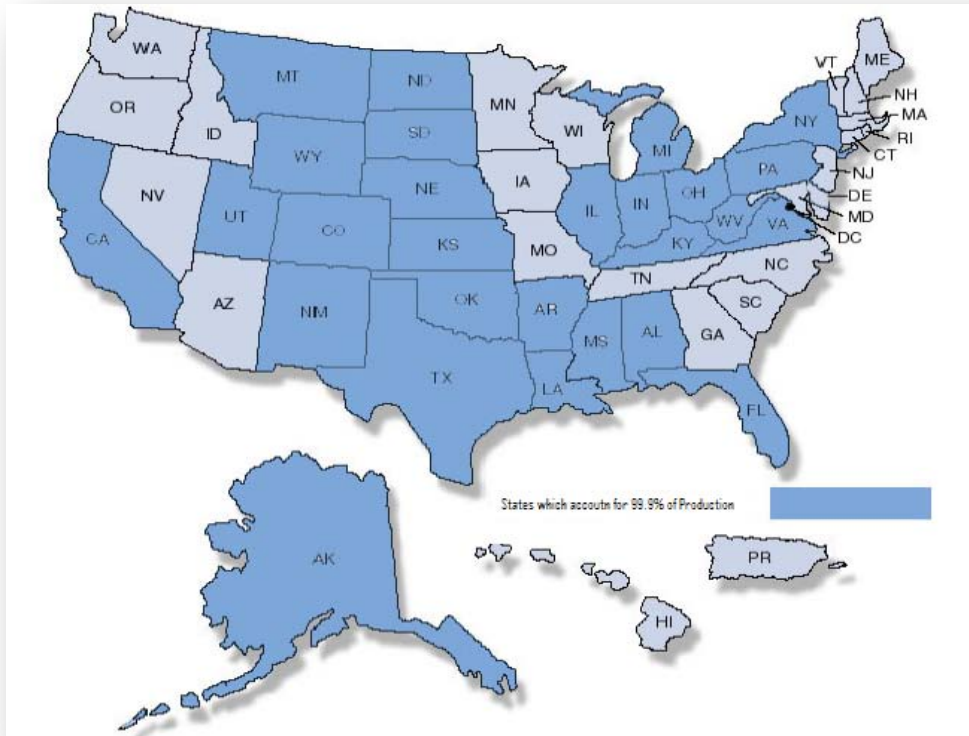 WA
MT
ND
MN
VT
ME
OR
ID
SD
WI
NY
NH
MA
WY
MI
RI
CT
NV
NE
IA
PA
NJ
UT
CO
IL
IN
OH
DE
MD
CA
KS
MO
WV
VA
DC
KY
AZ
NM
OK
AR
TN
NC
SC
MS
AL
GA
TX
LA
FL
States which accoutn for 99.9% of Production
AK
PR
HI